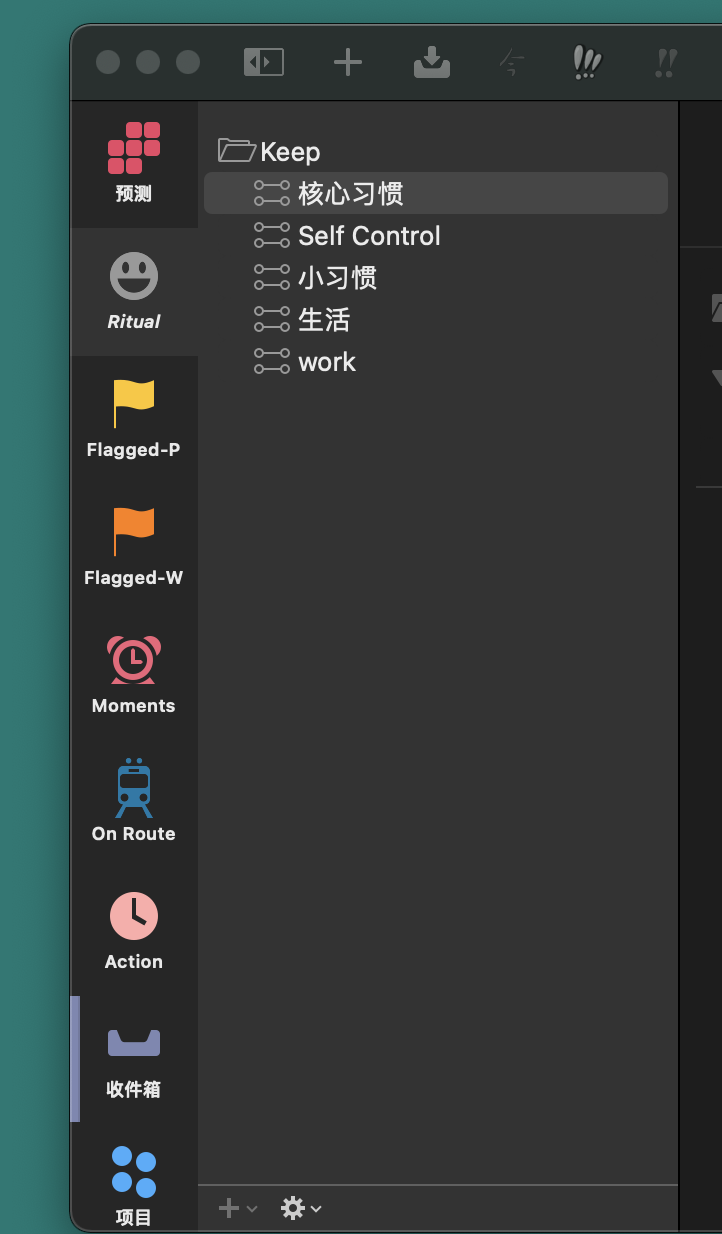 预测
Ritual
Flagged-P
Flagged-W
Moments
On Route
Action
收件箱
项目
Keep
核心习惯
Self Control
小习惯
生活
work